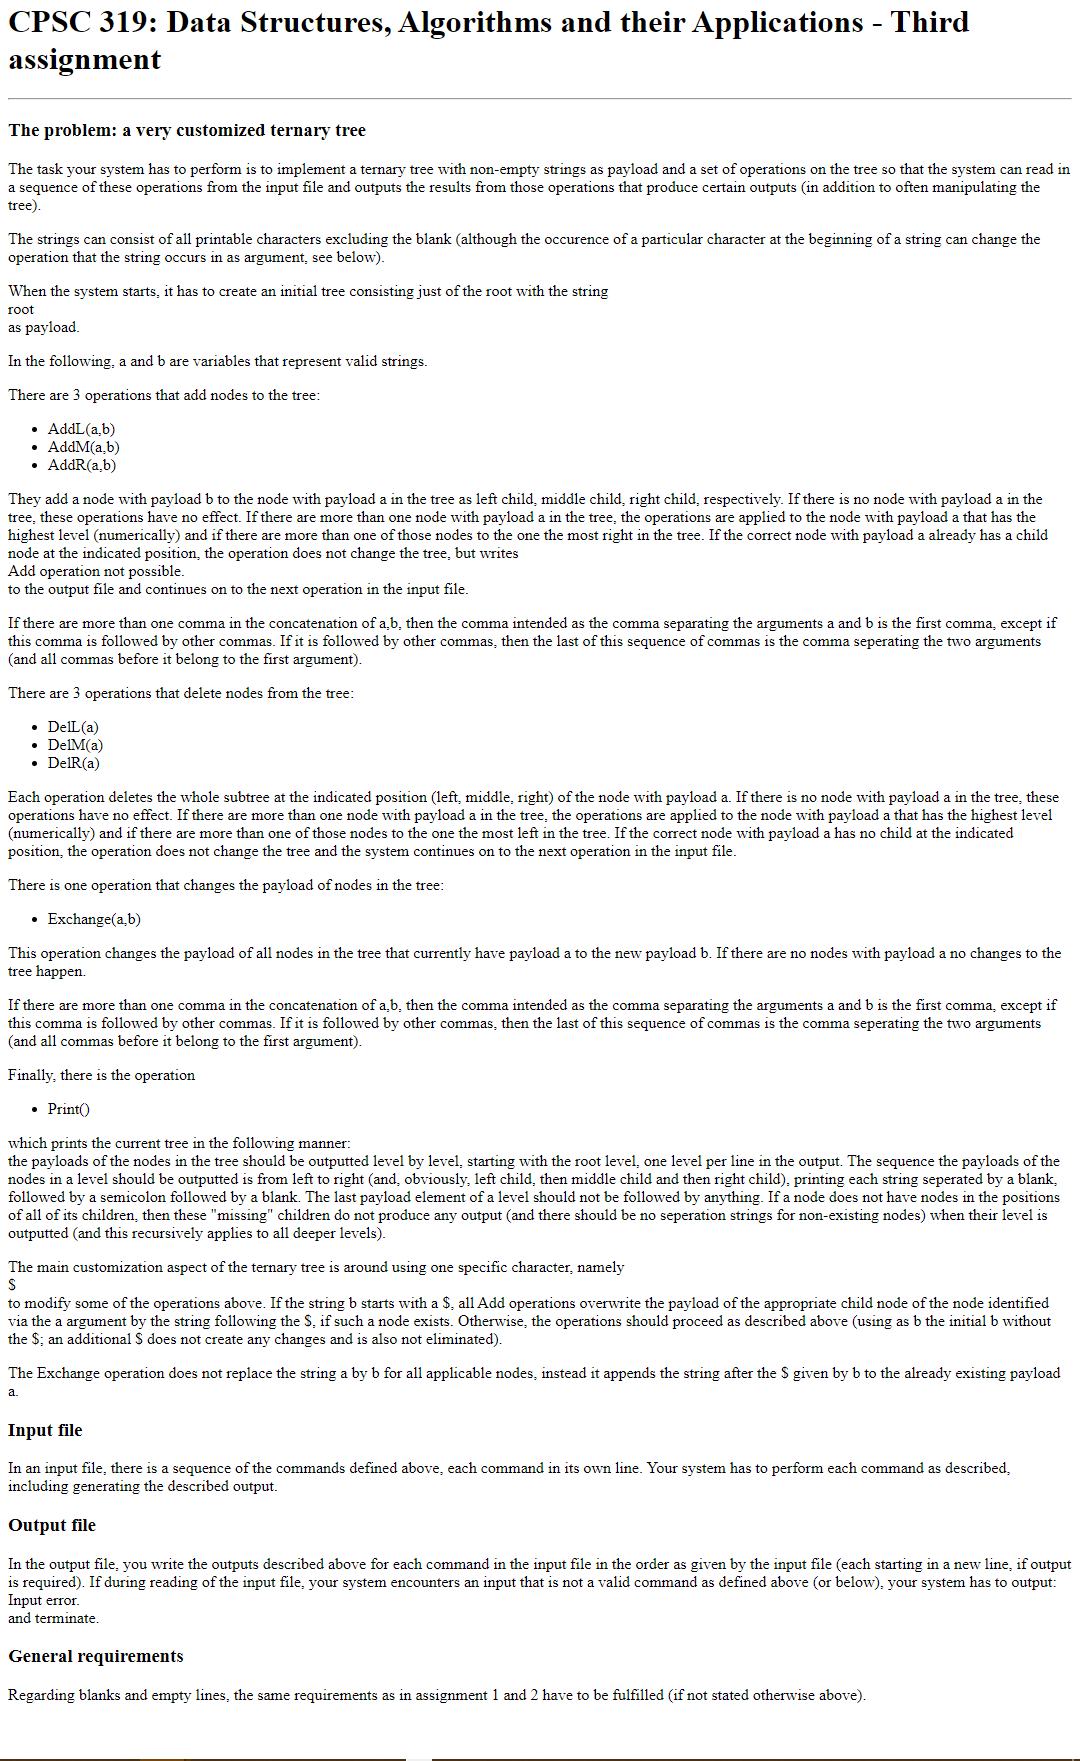 CPSC 319: Data Structures, Algorithms and their Applications - Third
assignment
The problem: a very customized ternary tree
The task your system has to perform is to implement a ternary tree with non-empty strings as payload and a set of operations on the tree so that the system can read in
a sequence of these operations from the input file and outputs the results from those operations that produce certain outputs (in addition to often manipulating the
tree).
The strings can consist of all printable characters excluding the blank (although the occurence of a particular character at the beginning of a string can change the
operation that the string occurs in as argument, see below).
When the system starts, it has to create an initial tree consisting just of the root with the string
root
as payload.
In the following, a and b are variables that represent valid strings.
There are 3 operations that add nodes to the tree:
• AddL(a,b)
• AddM(a,b)
• AddR(a,b)
They add a node with payload b to the node with payload a in the tree as left child, middle child, right child, respectively. If there is no node with payload a in the
tree, these operations have no effect. If there are more than one node with payload a in the tree, the operations are applied to the node with payload a that has the
highest level (numerically) and if there are more than one of those nodes to the one the most right in the tree. If the correct node with payload a already has a child
node at the indicated position, the operation does not change the tree, but writes
Add operation not possible.
to the output file and continues on to the next operation in the input file.
If there are more than one comma in the concatenation of a,b, then the comma intended as the comma separating the arguments a and b is the first comma, except if
this comma is followed by other commas. If it is followed by other commas, then the last of this sequence of commas is the comma seperating the two arguments
(and all commas before it belong to the first argument).
There are 3 operations that delete nodes from the tree:
• DelL(a)
• DelM(a)
• DelR(a)
Each operation deletes the whole subtree at the indicated position (left, middle, right) of the node with payload a. If there is no node with payload a in the tree, these
operations have no effect. If there are more than one node with payload a in the tree, the operations are applied to the node with payload a that has the highest level
(numerically) and if there are more than one of those nodes to the one the most left in the tree. If the correct node with payload a has no child at the indicated
position, the operation does not change the tree and the system continues on to the next operation in the input file.
There is one operation that changes the payload of nodes in the tree:
• Exchange(a,b)
This operation changes the payload of all nodes in the tree that currently have payload a to the new payload b. If there are no nodes with payload a no changes to the
tree happen.
If there are more than one comma in the concatenation of a,b, then the comma intended as the comma separating the arguments a and b is the first comma, except if
this comma is followed by other commas. If it is followed by other commas, then the last of this sequence of commas is the comma seperating the two arguments
(and all commas before it belong to the first argument).
Finally, there is the operation
• Print()
which prints the current tree in the following manner:
the payloads of the nodes in the tree should be outputted level by level, starting with the root level, one level per line in the output. The sequence the payloads of the
nodes in a level should be outputted is from left to right (and, obviously, left child, then middle child and then right child), printing each string seperated by a blank,
followed by a semicolon followed by a blank. The last payload element of a level should not be followed by anything. If a node does not have nodes in the positions
of all of its children, then these "missing" children do not produce any output (and there should be no seperation strings for non-existing nodes) when their level is
outputted (and this recursively applies to all deeper levels).
The main customization aspect of the ternary tree is around using one specific character, namely
$
to modify some of the operations above. If the string b starts with a $, all Add operations overwrite the payload of the appropriate child node of the node identified
via the a argument by the string following the $, if such a node exists. Otherwise, the operations should proceed as described above (using as b the initial b without
the $; an additional $ does not create any changes and is also not eliminated).
The Exchange operation does not replace the string a by b for all applicable nodes, instead it appends the string after the $ given by b to the already existing payload
a.
Input file
In an input file, there is a sequence of the commands defined above, each command in its own line. Your system has to perform each command as described,
including generating the described output.
Output file
In the output file, you write the outputs described above for each command in the input file in the order as given by the input file (each starting in a new line, if output
is required). If during reading of the input file, your system encounters an input that is not a valid command as defined above (or below), your system has to output:
Input error.
and terminate.
General requirements
Regarding blanks and empty lines, the same requirements as in assignment 1 and 2 have to be fulfilled (if not stated otherwise above).